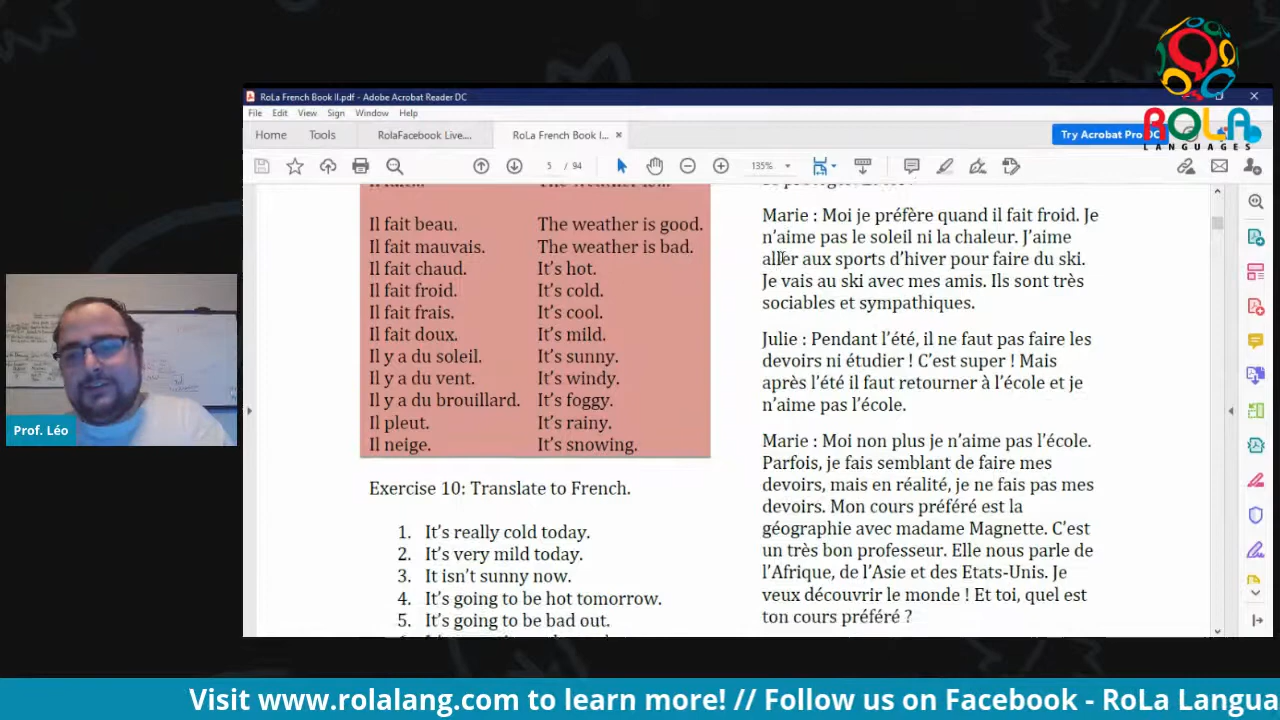 ROLA
LANGUAGES
RoLa French Book II.pdf - Adobe Acrobat Reader DC
File Edit View Sign Window Help
Home Tools RolaFacebook Live... RoLa French Book I... × Try Acrobat Pro DC
5 / 94 135%
Il fait beau. The weather is good.
Il fait mauvais. The weather is bad.
Il fait chaud. It's hot.
Il fait froid. It's cold.
Il fait frais. It's cool.
Il fait doux. It's mild.
Il y a du soleil. It's sunny.
Il y a du vent. It's windy.
Il y a du brouillard. It's foggy.
Il pleut. It's rainy.
Il neige. It's snowing.
Exercise 10: Translate to French.
1. It's really cold today.
2. It's very mild today.
3. It isn't sunny now.
4. It's going to be hot tomorrow.
5. It's going to be bad out.
Marie : Moi je préfère quand il fait froid. Je
n'aime pas le soleil ni la chaleur. J'aime
aller aux sports d'hiver pour faire du ski.
Je vais au ski avec mes amis. Ils sont très
sociables et sympathiques.
Julie : Pendant l'été, il ne faut pas faire les
devoirs ni étudier ! C'est super ! Mais
après l'été il faut retourner à l'école et je
n'aime pas l'école.
Marie : Moi non plus je n'aime pas l'école.
Parfois, je fais semblant de faire mes
devoirs, mais en réalité, je ne fais pas mes
devoirs. Mon cours préféré est la
géographie avec madame Magnette. C'est
un très bon professeur. Elle nous parle de
l'Afrique, de l'Asie et des Etats-Unis. Je
veux découvrir le monde ! Et toi, quel est
ton cours préféré ?
Prof. Léo
Visit www.rolalang.com to learn more! // Follow us on Facebook - RoLa Langua